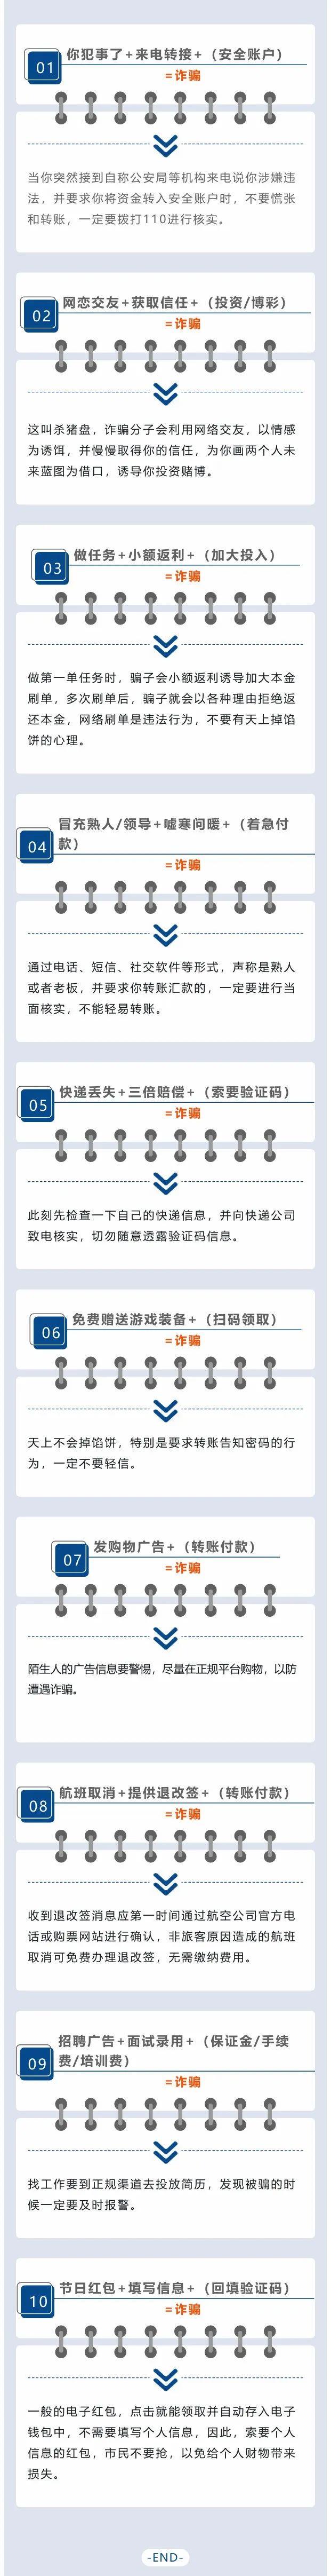 01
你犯事了+来电转接+（安全账户）
=诈骗
当你突然接到自称公安局等机构来电说你涉嫌违
法，并要求你将资金转入安全账户时，不要慌张
和转账，一定要拨打110进行核实。
02
网恋交友+获取信任+（投资/博彩）
=诈骗
这叫杀猪盘，诈骗分子会利用网络交友，以情感
为诱饵，并慢慢取得你的信任，为你画两个人未
来蓝图为借口，诱导你投资赌博。
03
做任务+小额返利+（加大投入）
=诈骗
做第一单任务时，骗子会小额返利诱导加大本金
刷单，多次刷单后，骗子就会以各种理由拒绝返
还本金，网络刷单是违法行为，不要有天上掉馅
饼的心理。
04
冒充熟人/领导+嘘寒问暖+（着急付
款）
=诈骗
通过电话、短信、社交软件等形式，声称是熟人
或者老板，并要求你转账汇款的，一定要进行当
面核实，不能轻易转账。
05
快递丢失+三倍赔偿+（索要验证码）
=诈骗
此刻先检查一下自己的快递信息，并向快递公司
致电核实，切勿随意透露验证码信息。
06
免费赠送游戏装备+（扫码领取）
=诈骗
天上不会掉馅饼，特别是要求转账告知密码的行
为，一定不要轻信。
07
发购物广告+（转账付款）
=诈骗
陌生人的广告信息要警惕，尽量在正规平台购物，以防
遭遇诈骗。
08
航班取消+提供退改签+（转账付款）
=诈骗
收到退改签消息应第一时间通过航空公司官方电
话或购票网站进行确认，非旅客原因造成的航班
取消可免费办理退改签，无需缴纳费用。
09
招聘广告+面试录用+（保证金/手续
费/培训费）
=诈骗
找工作要到正规渠道去投放简历，发现被骗的时
候一定要及时报警。
10
节日红包+填写信息+（回填验证码）
=诈骗
一般的电子红包，点击就能领取并自动存入电子
钱包中，不需要填写个人信息，因此，索要个人
信息的红包，市民不要抢，以免给个人财物带来
损失。
-END-